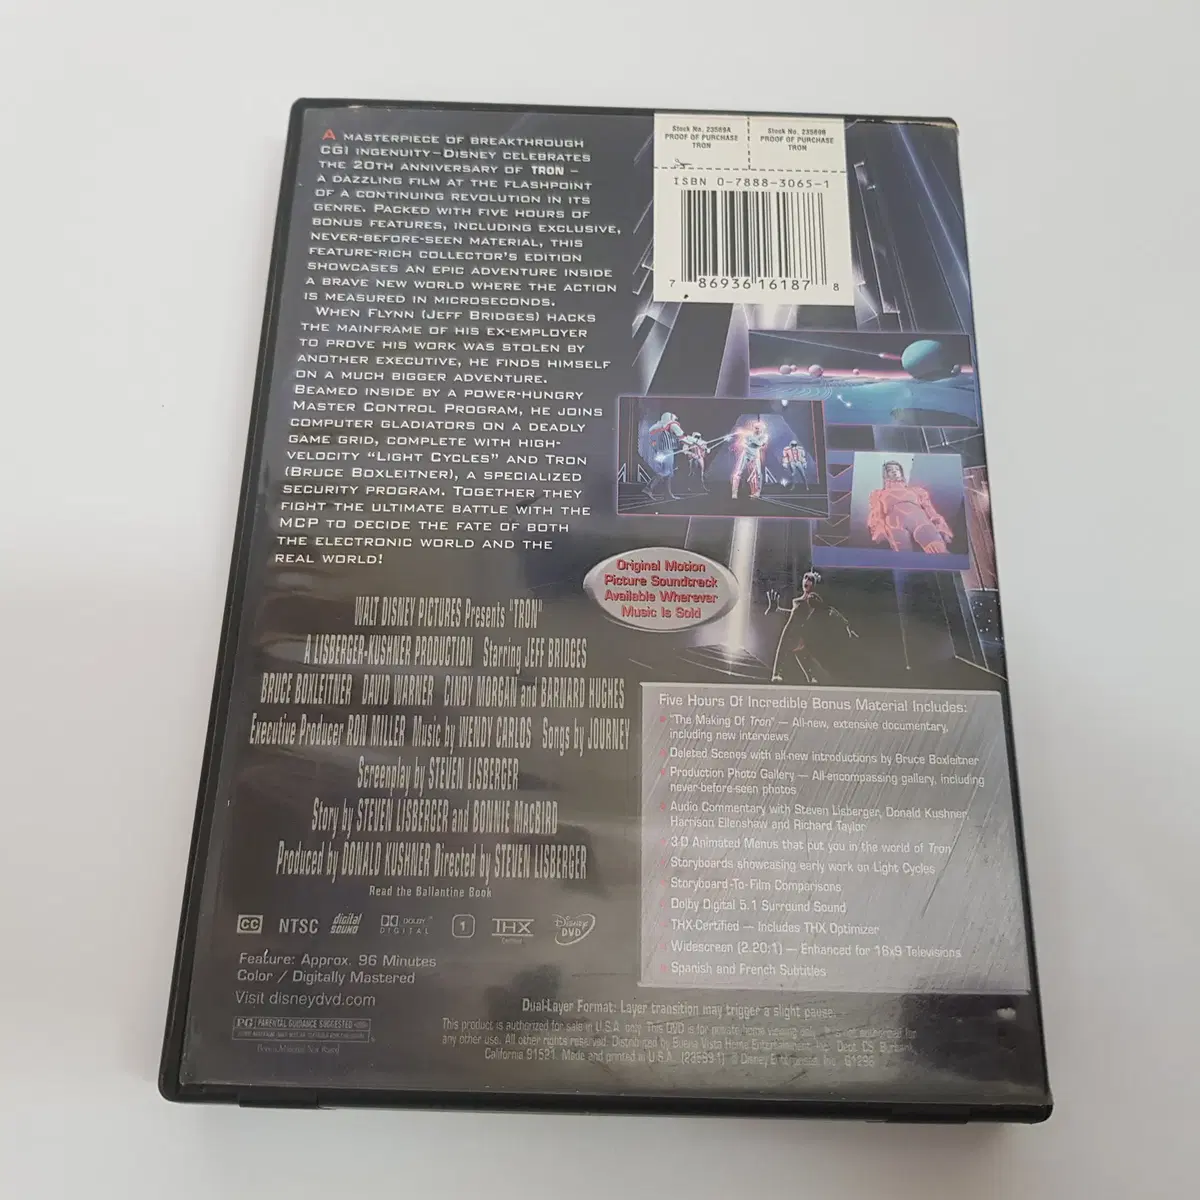 A MASTERPIECE OF BREAKTHROUGH
CGI INGENUITY – DISNEY CELEBRATES
THE 20TH ANNIVERSARY OF TRON –
A DAZZLING FILM AT THE FLASHPOINT
OF A CONTINUING REVOLUTION IN ITS
GENRE. PACKED WITH FIVE HOURS OF
BONUS FEATURES, INCLUDING EXCLUSIVE,
NEVER-BEFORE-SEEN MATERIAL, THIS
FEATURE-RICH COLLECTOR'S EDITION
SHOWCASES AN EPIC ADVENTURE INSIDE
A BRAVE NEW WORLD WHERE THE ACTION
IS MEASURED IN MICROSECONDS.
WHEN FLYNN (JEFF BRIDGES) HACKS
THE MAINFRAME OF HIS EX-EMPLOYER
TO PROVE HIS WORK WAS STOLEN BY
ANOTHER EXECUTIVE, HE FINDS HIMSELF
ON A MUCH BIGGER ADVENTURE.
BEAMED INSIDE BY A POWER-HUNGRY
MASTER CONTROL PROGRAM, HE JOINS
COMPUTER GLADIATORS ON A DEADLY
GAME GRID, COMPLETE WITH HIGH-
VELOCITY "LIGHT CYCLES" AND TRON
(BRUCE BOXLEITNER), A SPECIALIZED
SECURITY PROGRAM. TOGETHER THEY
FIGHT THE ULTIMATE BATTLE WITH THE
MCP TO DECIDE THE FATE OF BOTH
THE ELECTRONIC WORLD AND THE
REAL WORLD!
Stock No. 23569A
PROOF OF PURCHASE
TRON
Stock No. 23569B
PROOF OF PURCHASE
TRON
ISBN 0-7888-3065-1
7 86936 16187 8
Original Motion
Picture Soundtrack
Available Wherever
Music Is Sold
WALT DISNEY PICTURES Presents "TRON"
A LISBERGER-KUSHNER PRODUCTION Starring JEFF BRIDGES
BRUCE BOXLEITNER DAVID WARNER CINDY MORGAN and BARNARD HUGHES
Executive Producer RON MILLER Music by WENDY CARLOS Songs by JOURNEY
Screenplay by STEVEN LISBERGER
Story by STEVEN LISBERGER and BONNIE MACBIRD
Produced by DONALD KUSHNER Directed by STEVEN LISBERGER
Read the Ballantine Book
CC NTSC digital SOUND DOLBY DIGITAL 1 THX Certified Disney DVD
Feature: Approx. 96 Minutes
Color / Digitally Mastered
Visit disneydvd.com
PG PARENTAL GUIDANCE SUGGESTED
Bonus Material Not Rated
Five Hours Of Incredible Bonus Material Includes:
"The Making Of Tron" — All-new, extensive documentary,
including new interviews
Deleted Scenes with all-new introductions by Bruce Boxleitner
Production Photo Gallery — All-encompassing gallery, including
never-before-seen photos
Audio Commentary with Steven Lisberger, Donald Kushner,
Harrison Ellenshaw and Richard Taylor
3-D Animated Menus that put you in the world of Tron
Storyboards showcasing early work on Light Cycles
Storyboard-To-Film Comparisons
Dolby Digital 5.1 Surround Sound
THX-Certified — Includes THX Optimizer
Widescreen (2.20:1) — Enhanced for 16x9 Televisions
Spanish and French Subtitles
Dual-Layer Format: Layer transition may trigger a slight pause.
This product is authorized for sale in U.S.A. only. This DVD is for private home viewing only. It is not authorized for
any other use. All other rights reserved. Distributed by Buena Vista Home Entertainment, Inc., Dept. CS, Burbank,
California 91521. Made and printed in U.S.A. © Disney Enterprises, Inc.